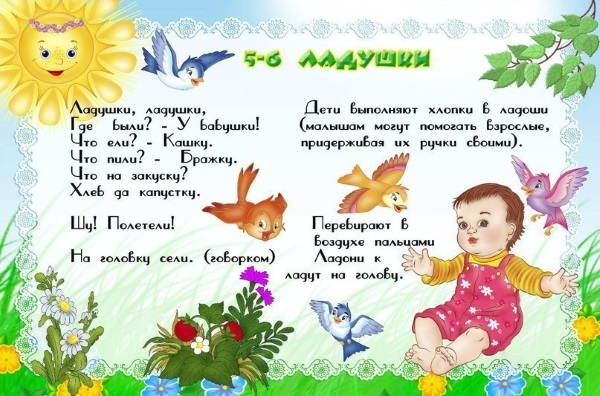 5-6 ЛАДУШКИ
Ладушки, ладушки,
Где были? - У бабушки!
Что ели? - Кашку.
Что пили? - Бражку.
Что на закуску?
Хлеб да капустку.
Шу! Полетели!
На головку сели. (говорком)
Дети выполняют хлопки в ладоши
(малышам могут помогать взрослые,
придерживая их ручки своими).
Перебирают в
воздухе пальцами
Ладони к
ладут на голову.